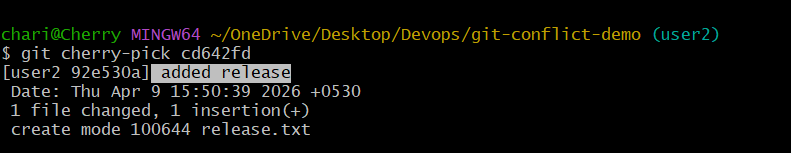 chari@Cherry MINGW64 ~/OneDrive/Desktop/Devops/git-conflict-demo (user2)
$ git cherry-pick cd642fd
[user2 92e530a] added release
 Date: Thu Apr 9 15:50:39 2026 +0530
 1 file changed, 1 insertion(+)
 create mode 100644 release.txt